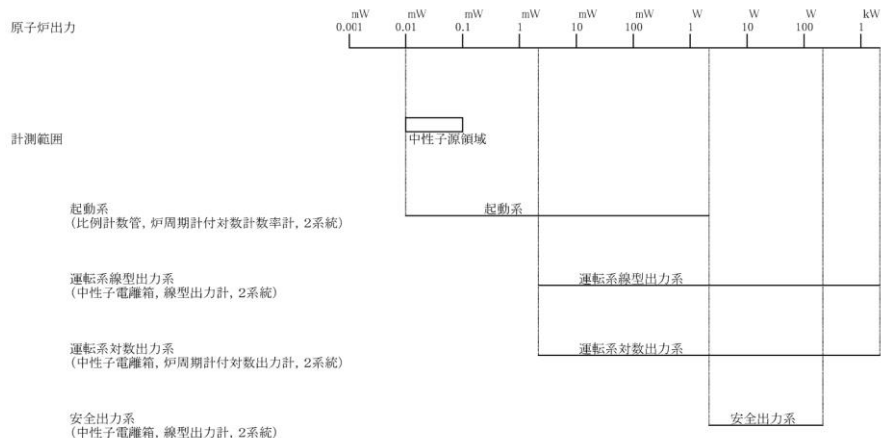 mW mW mW mW mW mW W W W kW
原子炉出力 0.001 0.01 0.1 1 10 100 1 10 100 1
計測範囲
中性子源領域
起動系
(比例計数管, 炉周期計付対数計数率計, 2系統)
起動系
運転系線型出力系
(中性子電離箱, 線型出力計, 2系統)
運転系線型出力系
運転系対数出力系
(中性子電離箱, 炉周期計付対数出力計, 2系統)
運転系対数出力系
安全出力系
(中性子電離箱, 線型出力計, 2系統)
安全出力系